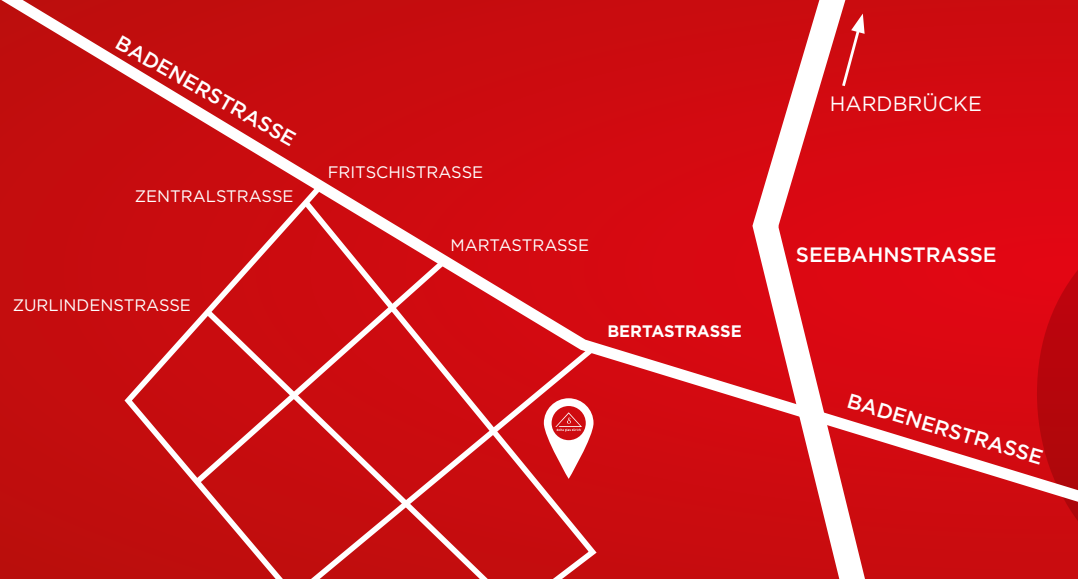 BADENERSTRASSE
HARDBRÜCKE
FRITSCHISTRASSE
ZENTRALSTRASSE
MARTASTRASSE
SEEBAHNSTRASSE
ZURLINDENSTRASSE
BERTASTRASSE
BADENERSTRASSE